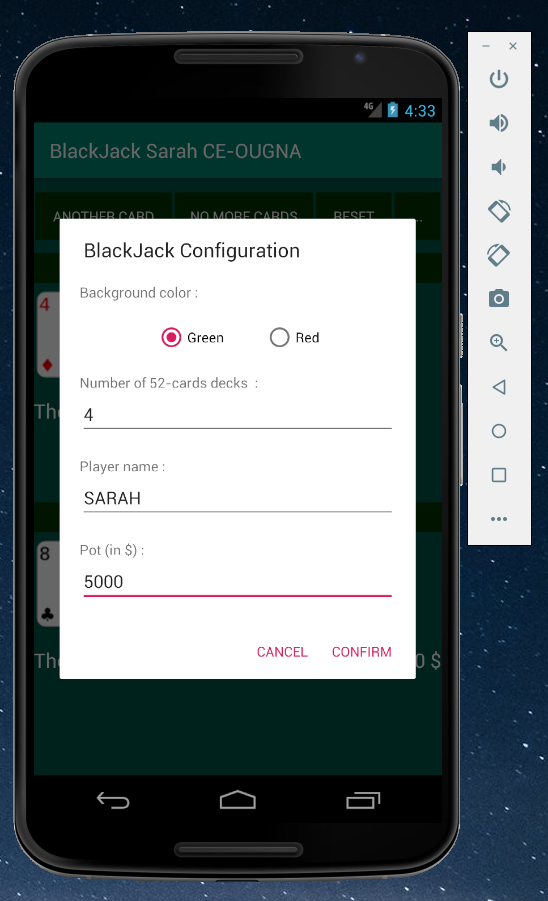 4G 4:33
BlackJack Sarah CE-OUGNA
ANOTHER CARD NO MORE CARDS RESET ...
BlackJack Configuration
Background color :
Green Red
4
Number of 52-cards decks :
The
4
Player name :
SARAH
Pot (in $) :
8
5000
CANCEL CONFIRM
The 0 $